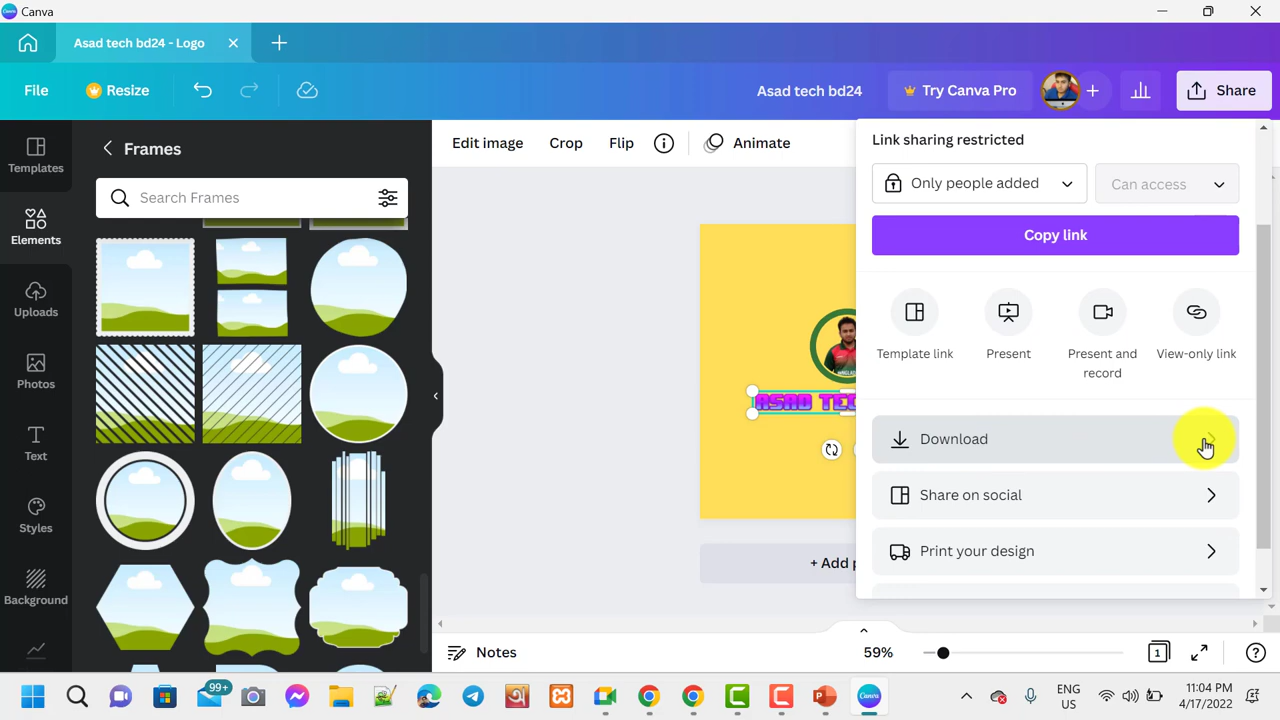 Canva
Asad tech bd24 - Logo
File
Resize
Asad tech bd24
Try Canva Pro
Share
Templates
Elements
Uploads
Photos
Text
Styles
Background
Frames
Search Frames
Edit image
Crop
Flip
Animate
ASAD TEC
+ Add p
Link sharing restricted
Only people added
Can access
Copy link
Template link
Present
Present and
record
View-only link
Download
Share on social
Print your design
Notes
59%
1
99+
ENG
US
11:04 PM
4/17/2022